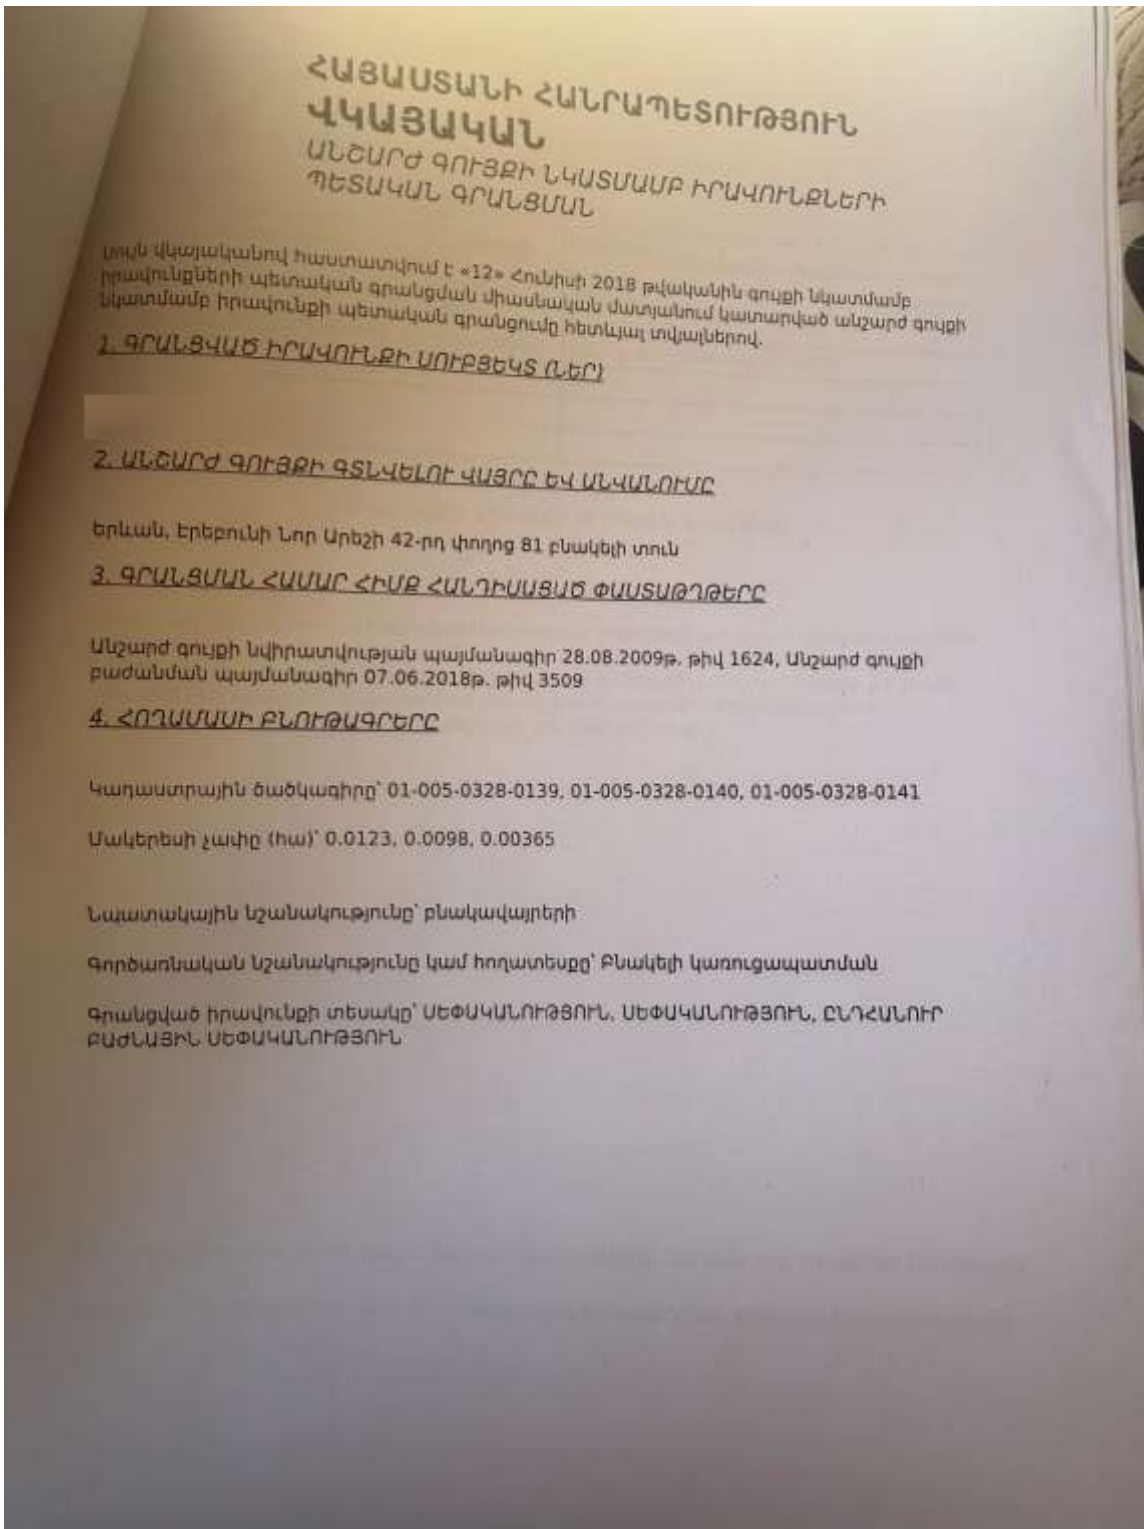 ՀԱՅԱՍՏԱՆԻ ՀԱՆՐԱՊԵՏՈՒԹՅՈՒՆ
ՎԿԱՅԱԿԱՆ
ԱՆՇԱՐԺ ԳՈՒՅՔԻ ՆԿԱՏՄԱՄԲ ԻՐԱՎՈՒՆՔՆԵՐԻ
ՊԵՏԱԿԱՆ ԳՐԱՆՑՄԱՆ
սույն վկայականով հաստատվում է «12» Հունիսի 2018 թվականին գույքի նկատմամբ
իրավունքների պետական գրանցման միասնական մատյանում կատարված անշարժ գույքի
նկատմամբ իրավունքի պետական գրանցումը հետևյալ տվյալներով.
1. ԳՐԱՆՑՎԱԾ ԻՐԱՎՈՒՆՔԻ ՍՈՒԲՅԵԿՏ (ՆԵՐ)
2. ԱՆՇԱՐԺ ԳՈՒՅՔԻ ԳՏՆՎԵԼՈՒ ՎԱՅՐԸ ԵՎ ԱՆՎԱՆՈՒՄԸ
Երևան, Էրեբունի Նոր Արեշի 42-րդ փողոց 81 բնակելի տուն
3. ԳՐԱՆՑՄԱՆ ՀԱՄԱՐ ՀԻՄՔ ՀԱՆԴԻՍԱՑԱԾ ՓԱՍՏԱԹՂԹԵՐԸ
Անշարժ գույքի նվիրատվության պայմանագիր 28.08.2009թ. թիվ 1624, Անշարժ գույքի
բաժանման պայմանագիր 07.06.2018թ. թիվ 3509
4. ՀՈՂԱՄԱՍԻ ԲՆՈՒԹԱԳՐԵՐԸ
Կադաստրային ծածկագիրը՝ 01-005-0328-0139, 01-005-0328-0140, 01-005-0328-0141
Մակերեսի չափը (հա)՝ 0.0123, 0.0098, 0.00365
Նպատակային նշանակությունը՝ բնակավայրերի
Գործառնական նշանակությունը կամ հողատեսքը՝ Բնակելի կառուցապատման
Գրանցված իրավունքի տեսակը՝ ՍԵՓԱԿԱՆՈՒԹՅՈՒՆ, ՍԵՓԱԿԱՆՈՒԹՅՈՒՆ, ԸՆԴՀԱՆՈՒՐ
ԲԱԺՆԱՅԻՆ ՍԵՓԱԿԱՆՈՒԹՅՈՒՆ